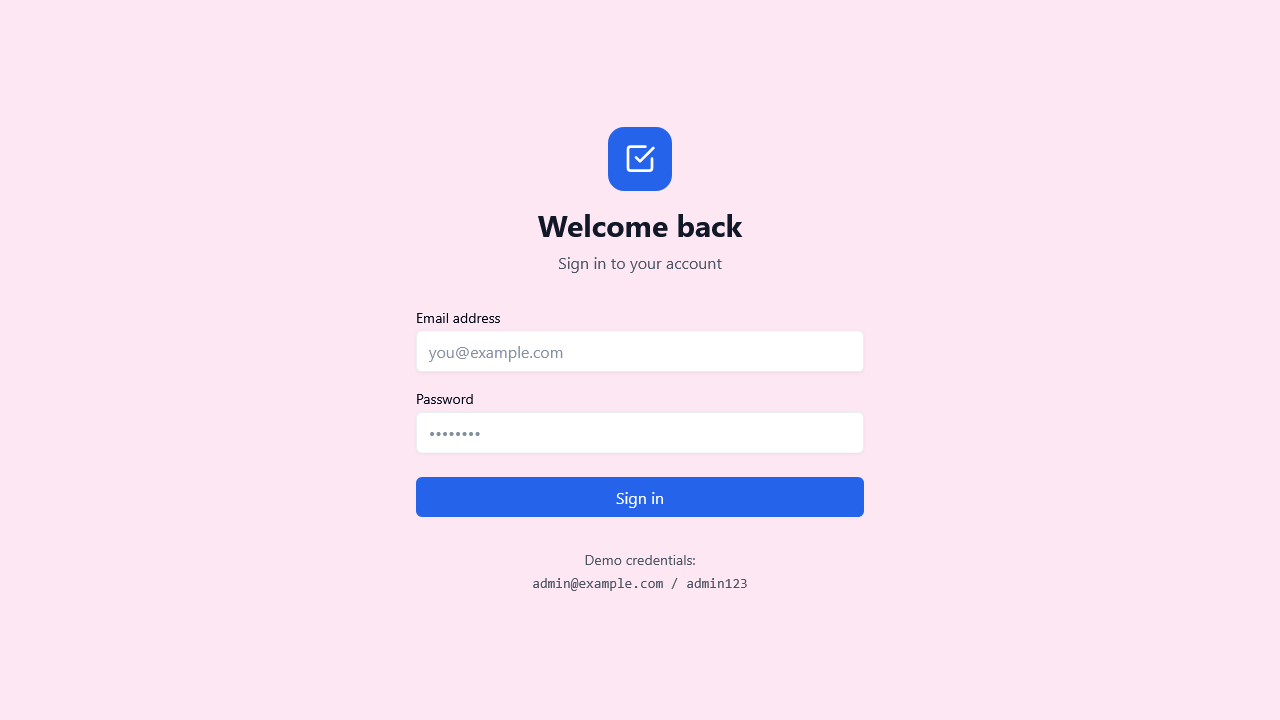 Welcome back
Sign in to your account
Email address
you@example.com
Password
••••••••
Sign in
Demo credentials:
admin@example.com / admin123